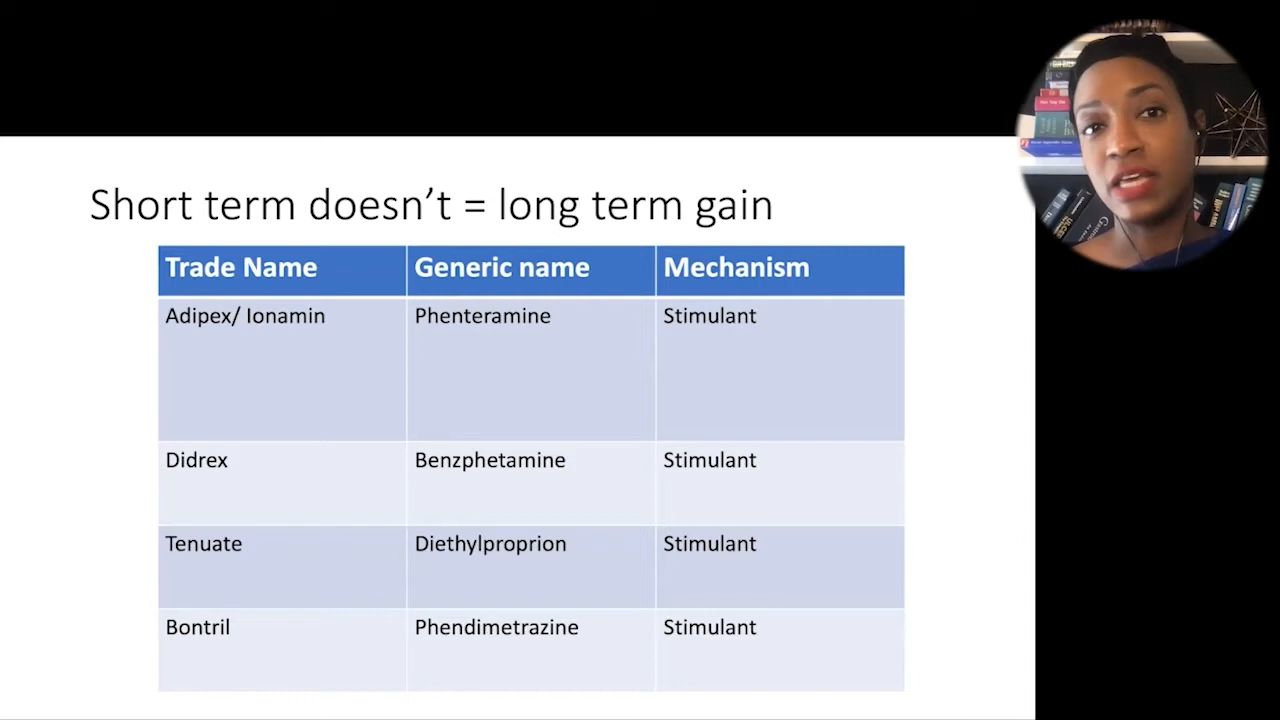 Short term doesn't = long term gain
Trade Name Generic name Mechanism
Adipex/ Ionamin Phenteramine Stimulant
Didrex Benzphetamine Stimulant
Tenuate Diethylproprion Stimulant
Bontril Phendimetrazine Stimulant